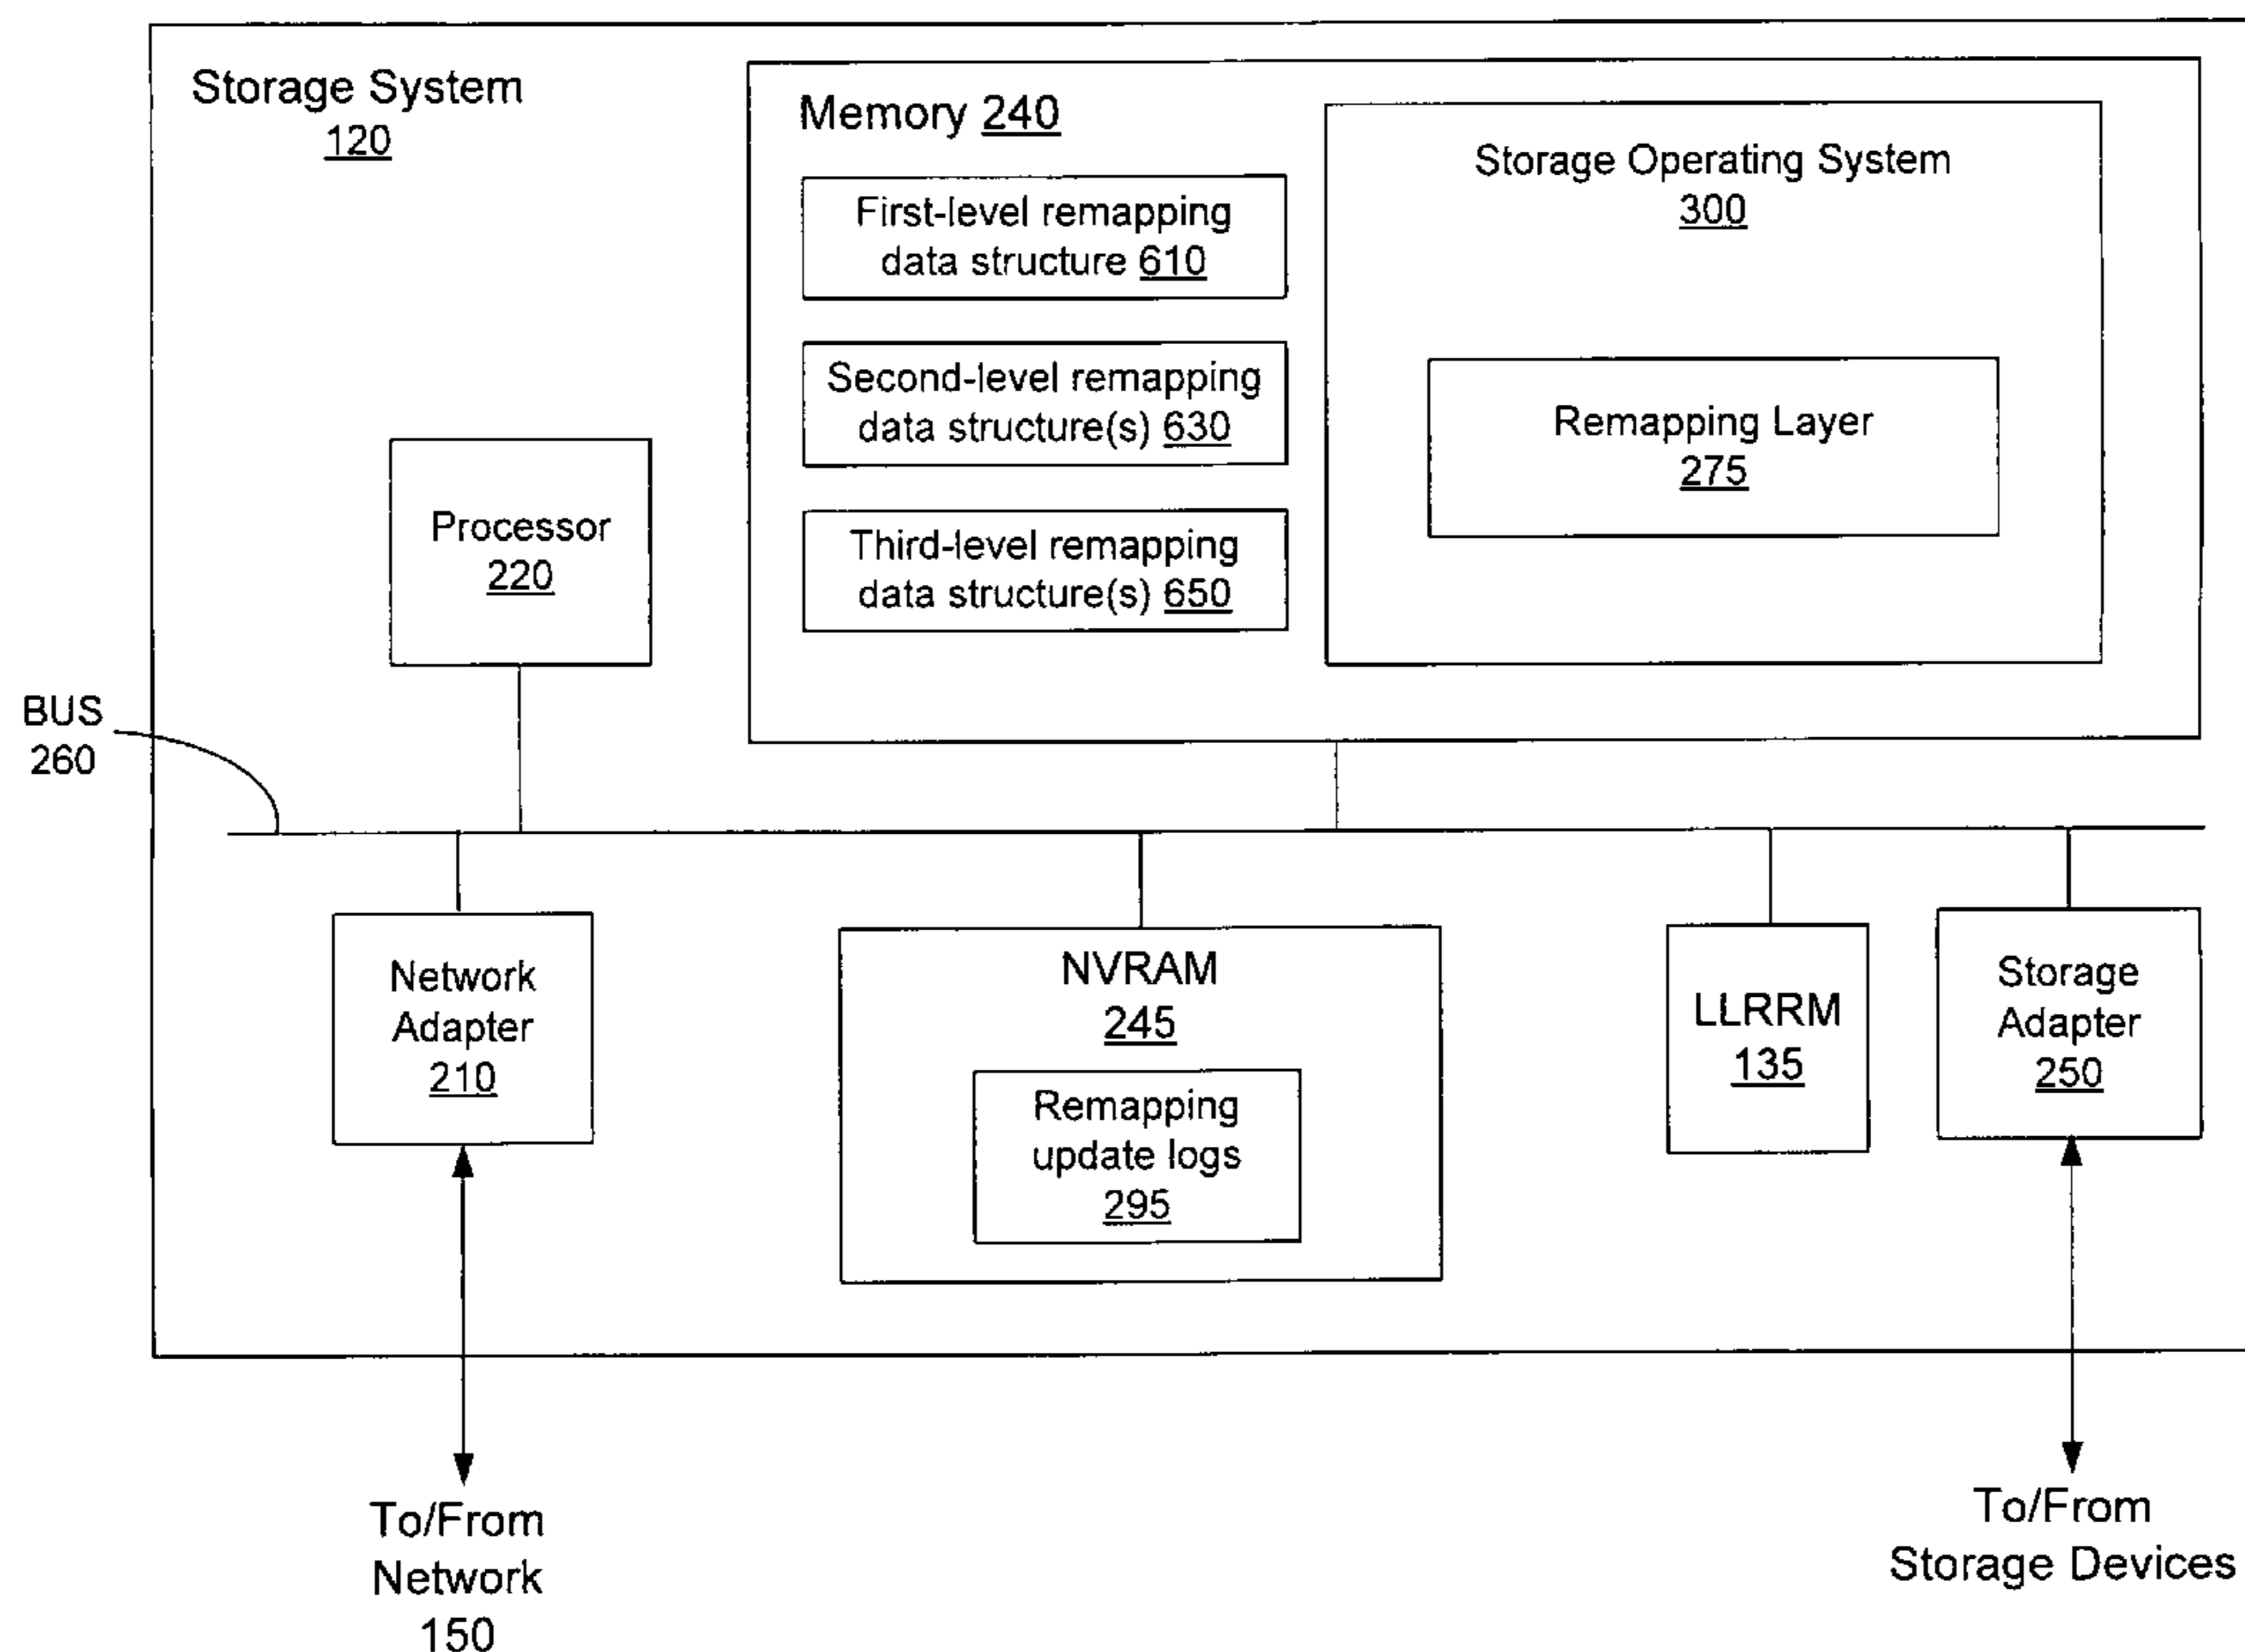 Storage System
120
Memory 240
First-level remapping
data structure 610
Second-level remapping
data structure(s) 630
Third-level remapping
data structure(s) 650
Storage Operating System
300
Remapping Layer
275
Processor
220
BUS
260
Network
Adapter
210
NVRAM
245
Remapping
update logs
295
LLRRM
135
Storage
Adapter
250
To/From
Network
150
To/From
Storage Devices